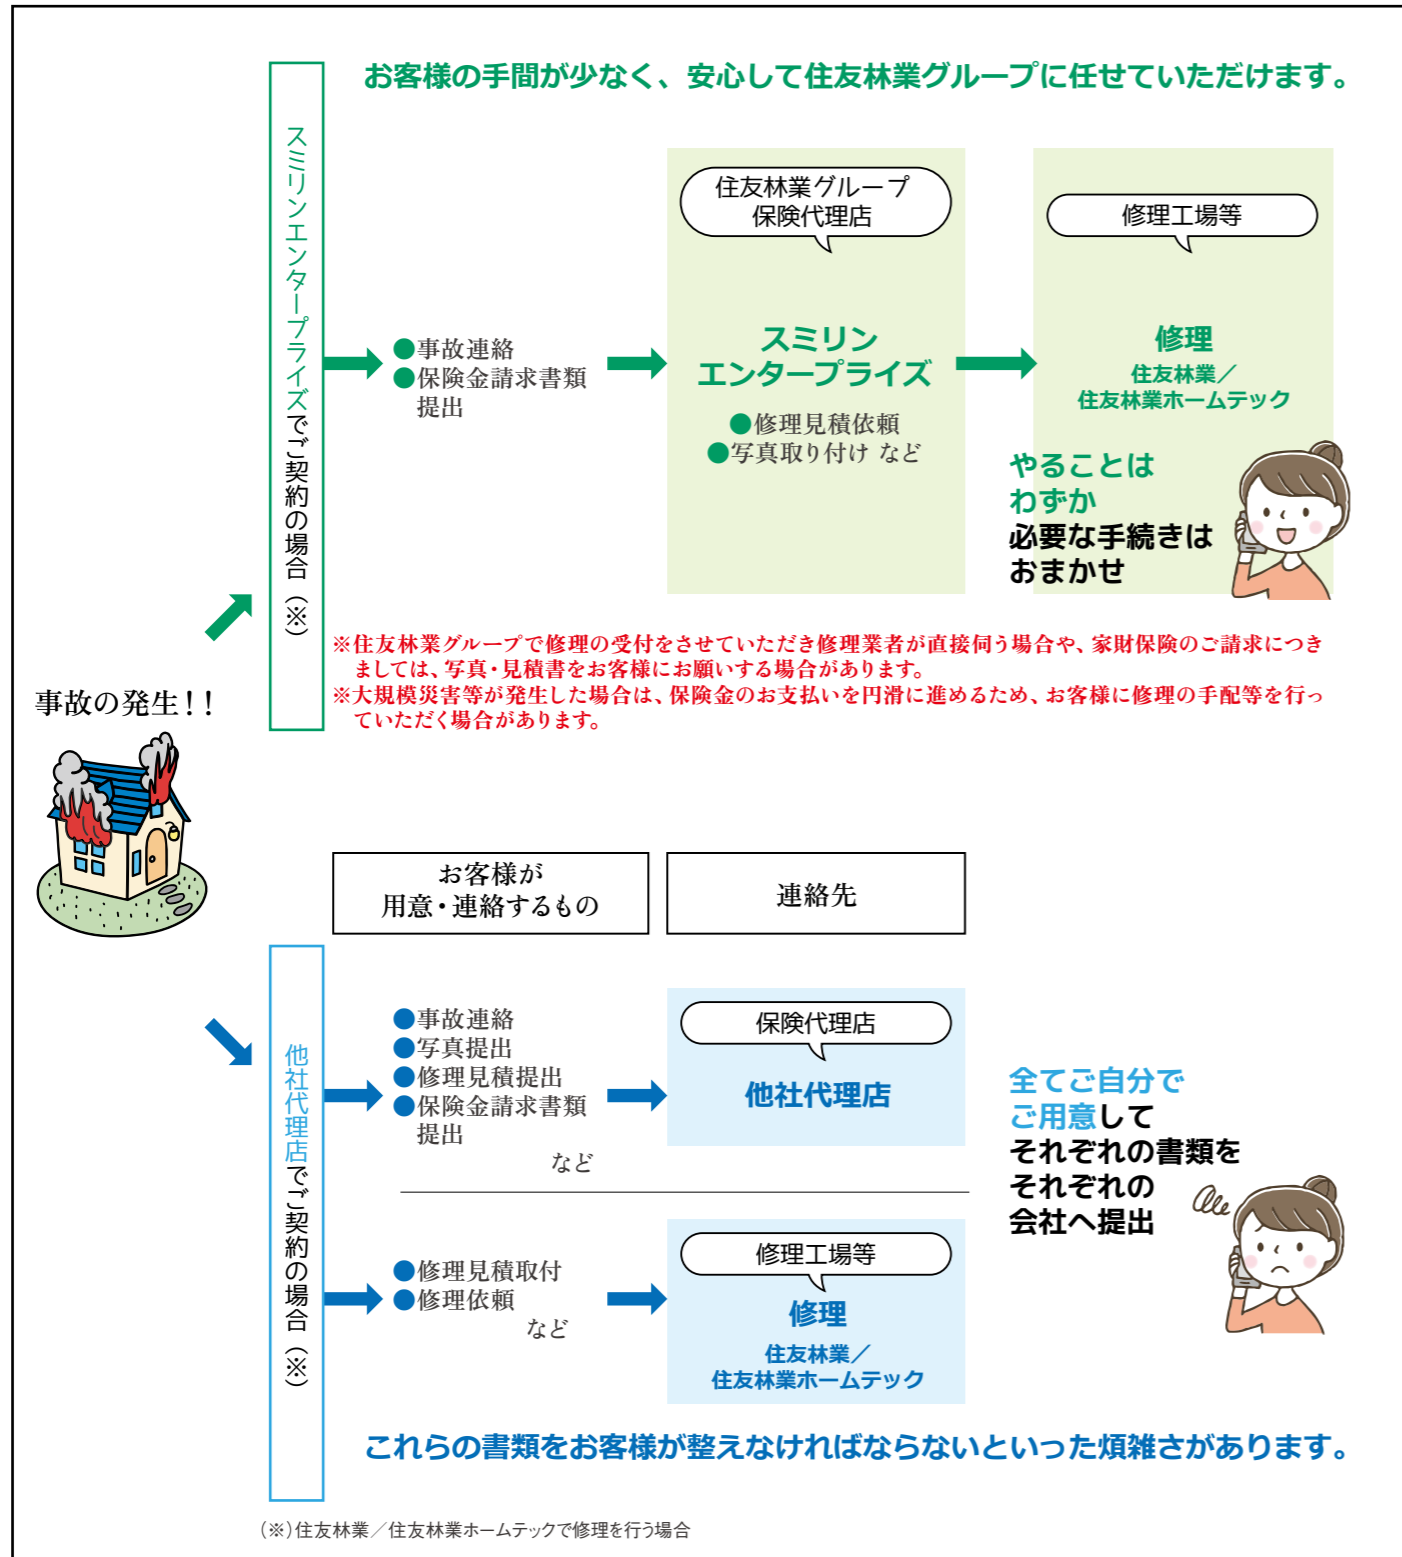 お客様の手間が少なく、安心して住友林業グループに任せていただけます。
スミリンエンタープライズでご契約の場合（※）
住友林業グループ
保険代理店
修理工場等
●事故連絡
●保険金請求書類
提出
スミリン
エンタープライズ
●修理見積依頼
●写真取り付け など
修理
住友林業／
住友林業ホームテック
やることは
わずか
必要な手続きは
おまかせ
※住友林業グループで修理の受付をさせていただき修理業者が直接伺う場合や、家財保険のご請求につき
ましては、写真・見積書をお客様にお願いする場合があります。
※大規模災害等が発生した場合は、保険金のお支払いを円滑に進めるため、お客様に修理の手配等を行っ
ていただく場合があります。
事故の発生！！
お客様が
用意・連絡するもの
連絡先
他社代理店でご契約の場合（※）
●事故連絡
●写真提出
●修理見積提出
●保険金請求書類
提出
など
保険代理店
他社代理店
全てご自分で
ご用意して
それぞれの書類を
それぞれの
会社へ提出
●修理見積取付
●修理依頼
など
修理工場等
修理
住友林業／
住友林業ホームテック
これらの書類をお客様が整えなければならないといった煩雑さがあります。
（※）住友林業／住友林業ホームテックで修理を行う場合